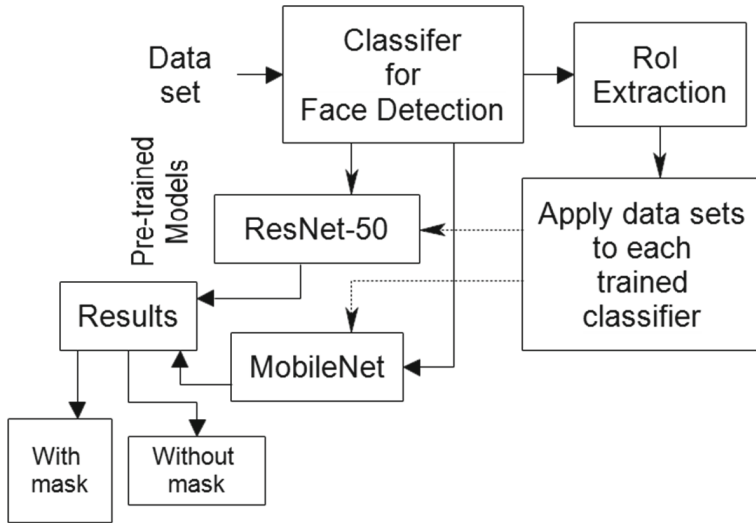 Data
set
Classifer
for
Face Detection
RoI
Extraction
Pre-trained
Models
ResNet-50
Apply data sets
to each
trained
classifier
Results
MobileNet
With
mask
Without
mask